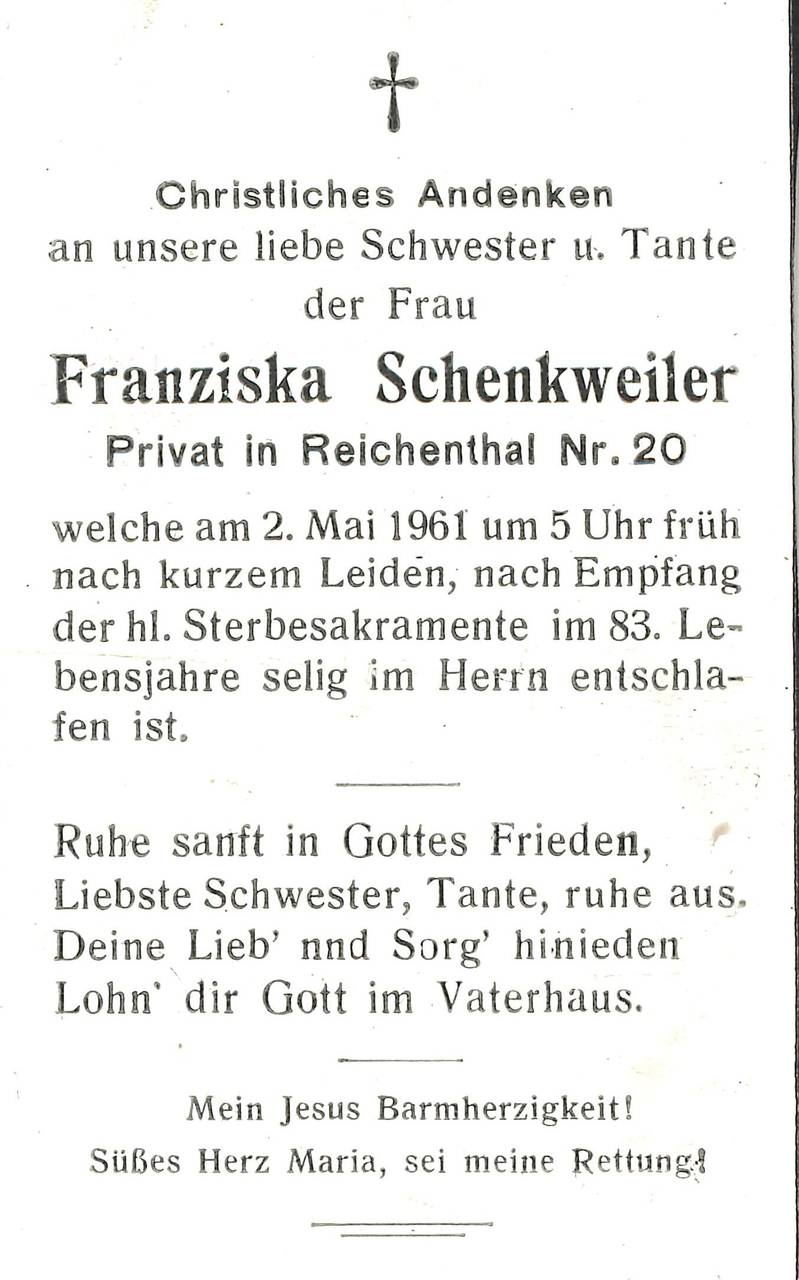 Christliches Andenken
an unsere liebe Schwester u. Tante
der Frau
Franziska Schenkweiler
Privat in Reichenthal Nr. 20
welche am 2. Mai 1961 um 5 Uhr früh
nach kurzem Leiden, nach Empfang
der hl. Sterbesakramente im 83. Le-
bensjahre selig im Herrn entschla-
fen ist.
Ruhe sanft in Gottes Frieden,
Liebste Schwester, Tante, ruhe aus.
Deine Lieb' nnd Sorg' hinieden
Lohn' dir Gott im Vaterhaus.
Mein Jesus Barmherzigkeit!
Süßes Herz Maria, sei meine Rettung!